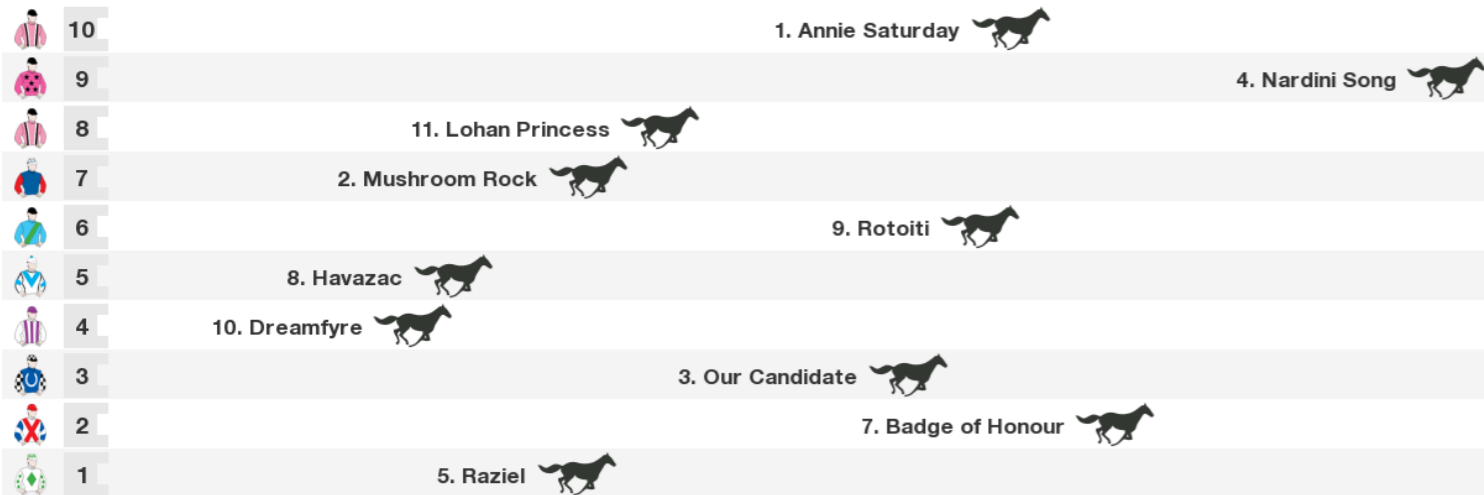 10 1. Annie Saturday
9 4. Nardini Song
8 11. Lohan Princess
7 2. Mushroom Rock
6 9. Rotoiti
5 8. Havazac
4 10. Dreamfyre
3 3. Our Candidate
2 7. Badge of Honour
1 5. Raziel